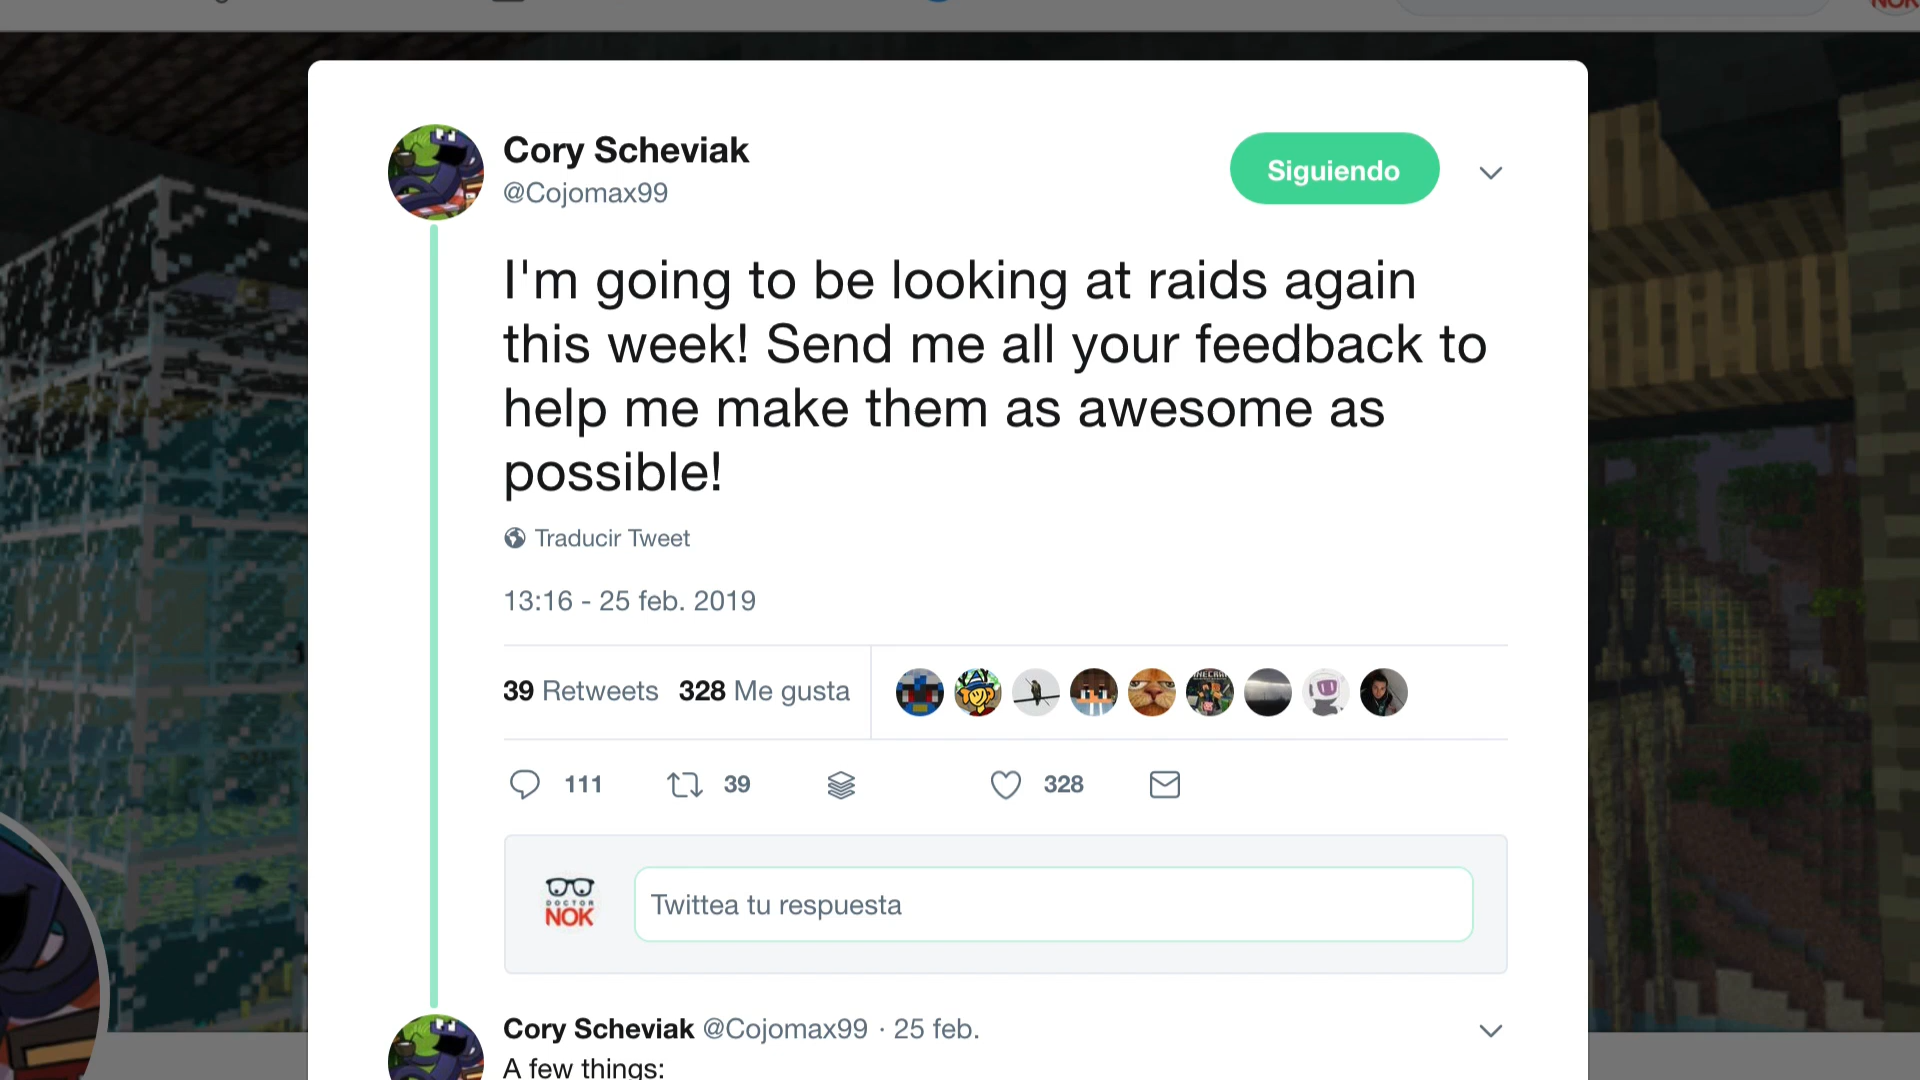 NOK
Cory Scheviak
@Cojomax99
Siguiendo
I'm going to be looking at raids again
this week! Send me all your feedback to
help me make them as awesome as
possible!
Traducir Tweet
13:16 - 25 feb. 2019
39 Retweets 328 Me gusta
111 39 328
DOCTOR
NOK
Twittea tu respuesta
Cory Scheviak @Cojomax99 · 25 feb.
A few things: